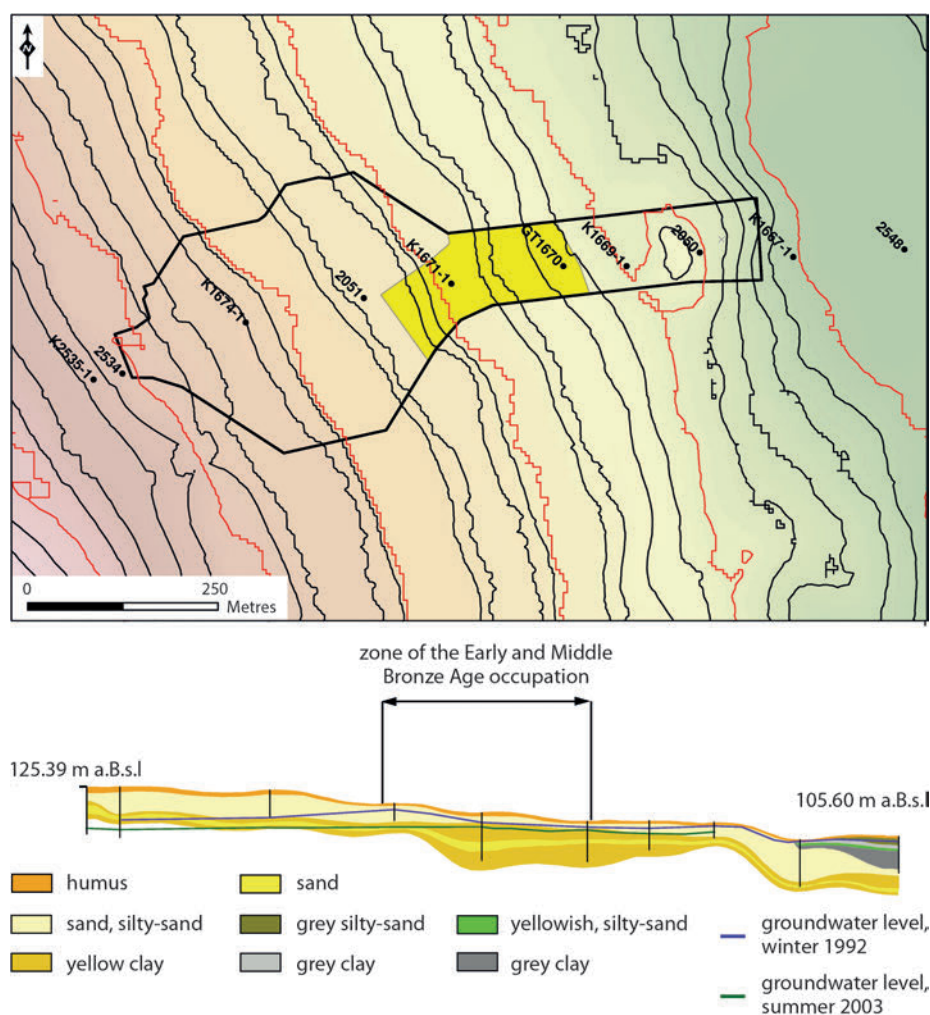 N
K2535-1
2534
K1674-1
2051
K1671-1
GT1670
K1669-1
2060
K1667-1
2548
0 250
Metres
zone of the Early and Middle
Bronze Age occupation
125.39 m a.B.s.l
105.60 m a.B.s.l
humus
sand
sand, silty-sand
grey silty-sand
yellowish, silty-sand
groundwater level,
winter 1992
yellow clay
grey clay
grey clay
groundwater level,
summer 2003